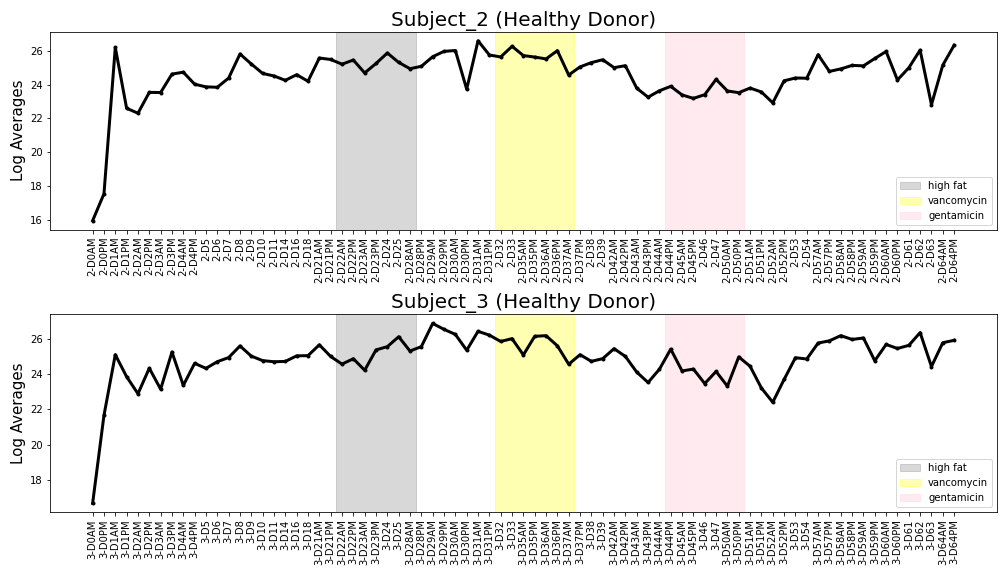 Subject_2 (Healthy Donor)
Log Averages
26
24
22
20
18
16
high fat
vancomycin
gentamicin
2-D0AM
2-D0PM
2-D1AM
2-D1PM
2-D2AM
2-D2PM
2-D3AM
2-D3PM
2-D4AM
2-D4PM
2-D5
2-D6
2-D7
2-D8
2-D9
2-D10
2-D11
2-D14
2-D16
2-D18
2-D21AM
2-D21PM
2-D22AM
2-D22PM
2-D23AM
2-D23PM
2-D24
2-D25
2-D28AM
2-D28PM
2-D29AM
2-D29PM
2-D30AM
2-D30PM
2-D31AM
2-D31PM
2-D32
2-D33
2-D35AM
2-D35PM
2-D36AM
2-D36PM
2-D37AM
2-D37PM
2-D38
2-D39
2-D42AM
2-D42PM
2-D43AM
2-D43PM
2-D44AM
2-D44PM
2-D45AM
2-D45PM
2-D46
2-D47
2-D50AM
2-D50PM
2-D51AM
2-D51PM
2-D52AM
2-D52PM
2-D53
2-D54
2-D57AM
2-D57PM
2-D58AM
2-D58PM
2-D59AM
2-D59PM
2-D60AM
2-D60PM
2-D61
2-D62
2-D63
2-D64AM
2-D64PM
Subject_3 (Healthy Donor)
Log Averages
26
24
22
20
18
high fat
vancomycin
gentamicin
3-D0AM
3-D0PM
3-D1AM
3-D1PM
3-D2AM
3-D2PM
3-D3AM
3-D3PM
3-D4AM
3-D4PM
3-D5
3-D6
3-D7
3-D8
3-D9
3-D10
3-D11
3-D14
3-D16
3-D18
3-D21AM
3-D21PM
3-D22AM
3-D22PM
3-D23AM
3-D23PM
3-D24
3-D25
3-D28AM
3-D28PM
3-D29AM
3-D29PM
3-D30AM
3-D30PM
3-D31AM
3-D31PM
3-D32
3-D33
3-D35AM
3-D35PM
3-D36AM
3-D36PM
3-D37AM
3-D37PM
3-D38
3-D39
3-D42AM
3-D42PM
3-D43AM
3-D43PM
3-D44AM
3-D44PM
3-D45AM
3-D45PM
3-D46
3-D47
3-D50AM
3-D50PM
3-D51AM
3-D51PM
3-D52AM
3-D52PM
3-D53
3-D54
3-D57AM
3-D57PM
3-D58AM
3-D58PM
3-D59AM
3-D59PM
3-D60AM
3-D60PM
3-D61
3-D62
3-D63
3-D64AM
3-D64PM